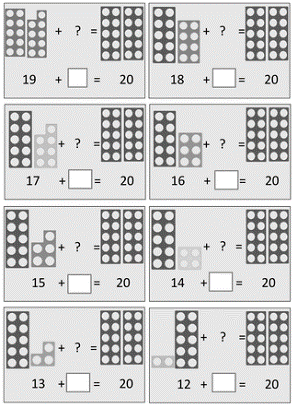 + ? =
19 + = 20
+ ? =
18 + = 20
+ ? =
17 + = 20
+ ? =
16 + = 20
+ ? =
15 + = 20
+ ? =
14 + = 20
+ ? =
13 + = 20
+ ? =
12 + = 20